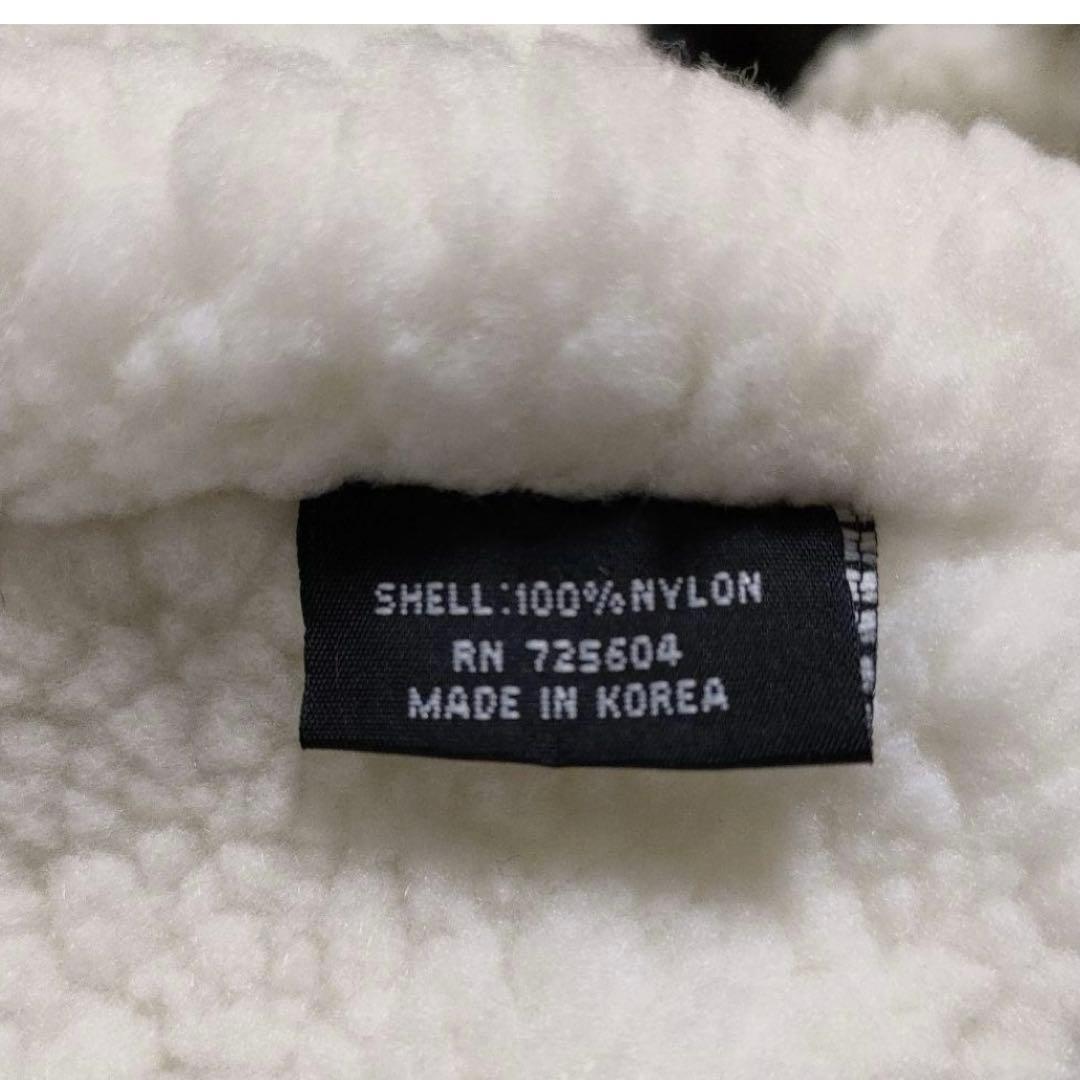 SHELL:100%NYLON
RN 725604
MADE IN KOREA